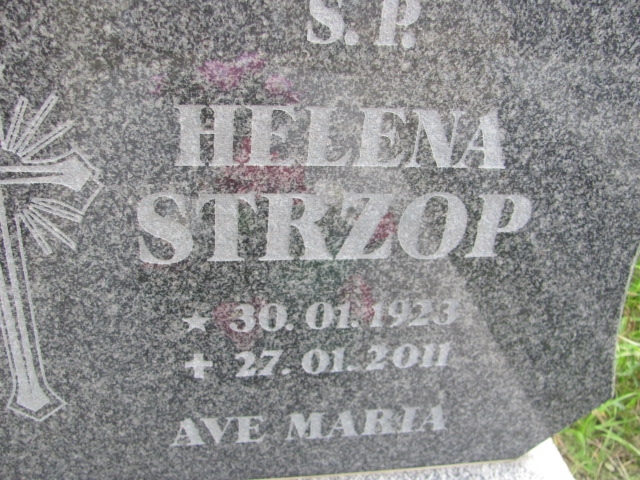 S.P.
HELENA
STRZOP
★ 30.01.1923
✝ 27.01.2011
AVE MARIA